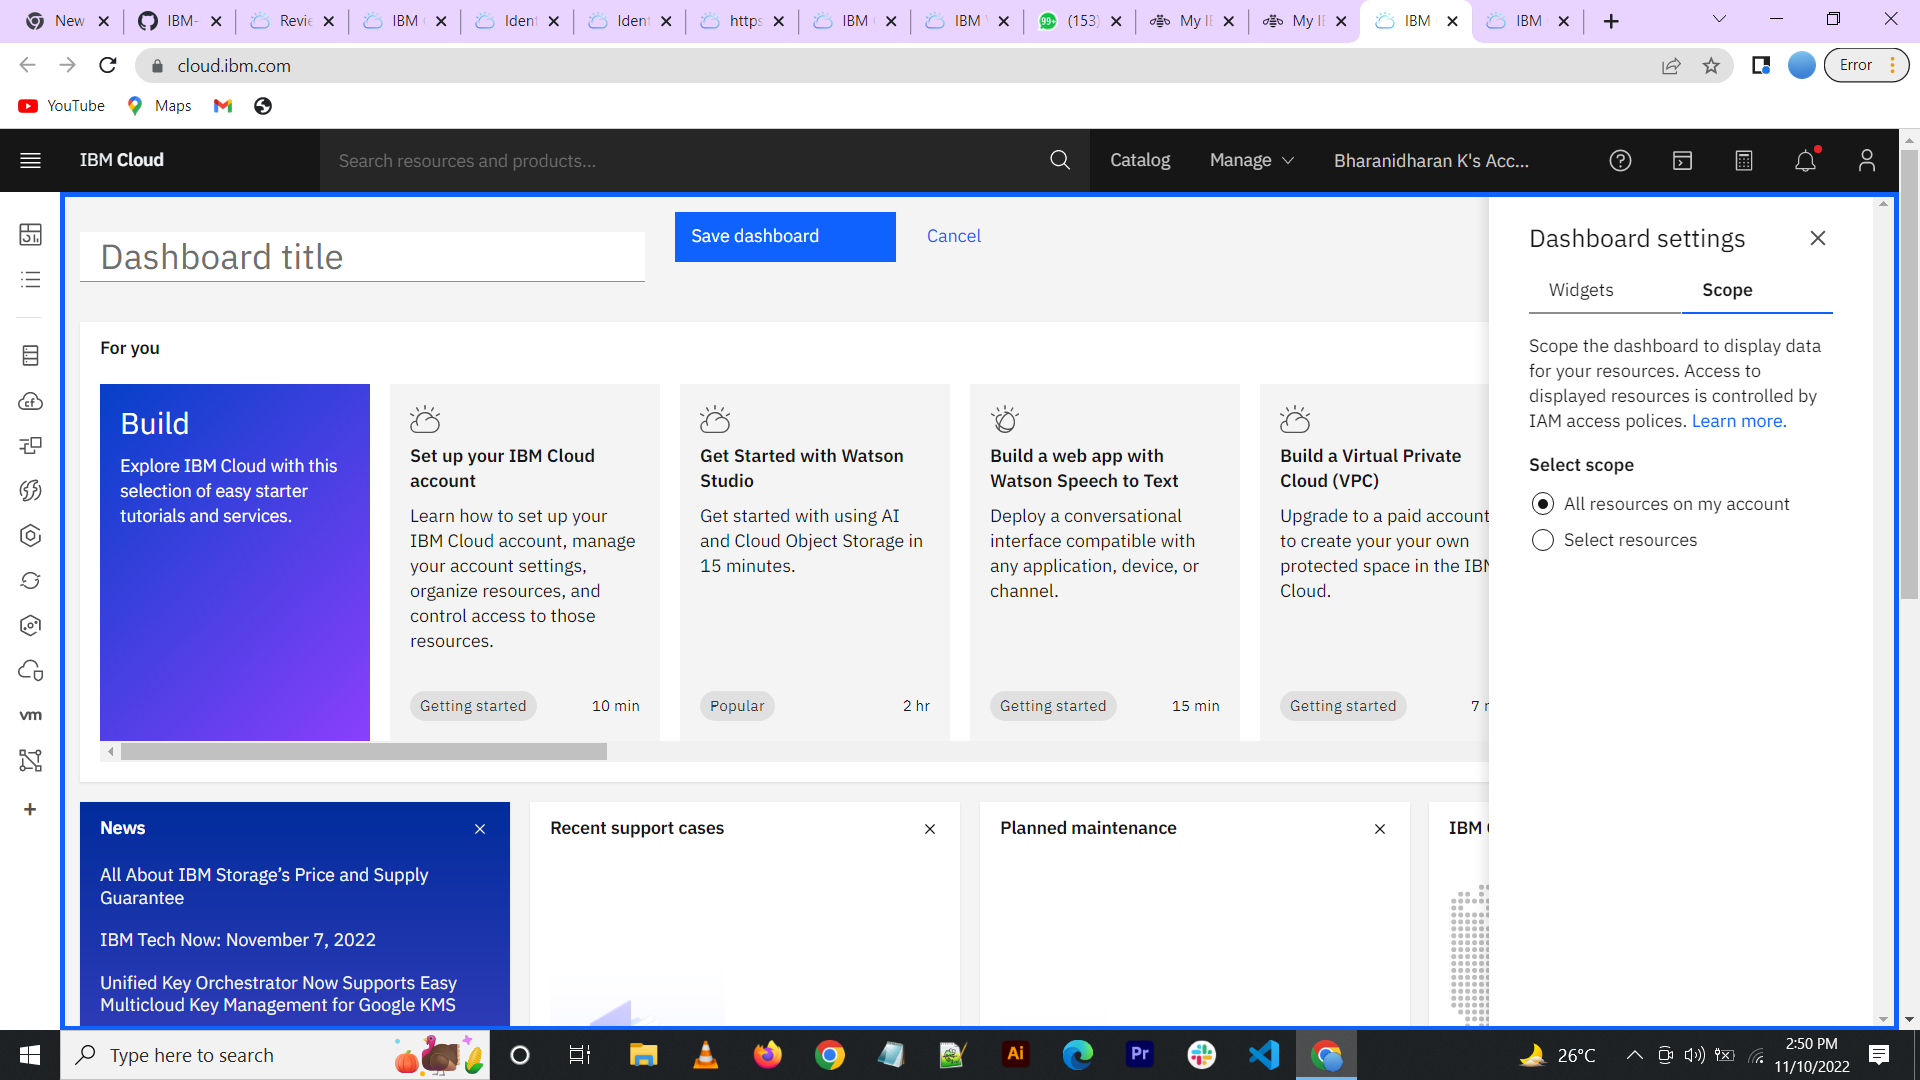 New
IBM-
Revie
IBM
Ident
Ident
https
IBM
IBM
99+
(153)
My IE
My IE
IBM
IBM
cloud.ibm.com
Error
YouTube
Maps
IBM Cloud
Search resources and products...
Catalog
Manage
Bharanidharan K's Acc...
Dashboard title
Save dashboard
Cancel
Dashboard settings
Widgets
Scope
Scope the dashboard to display data
for your resources. Access to
displayed resources is controlled by
IAM access polices. Learn more.
Select scope
All resources on my account
Select resources
For you
Build
Explore IBM Cloud with this
selection of easy starter
tutorials and services.
Set up your IBM Cloud
account
Learn how to set up your
IBM Cloud account, manage
your account settings,
organize resources, and
control access to those
resources.
Getting started
10 min
Get Started with Watson
Studio
Get started with using AI
and Cloud Object Storage in
15 minutes.
Popular
2 hr
Build a web app with
Watson Speech to Text
Deploy a conversational
interface compatible with
any application, device, or
channel.
Getting started
15 min
Build a Virtual Private
Cloud (VPC)
Upgrade to a paid account
to create your your own
protected space in the IBM
Cloud.
Getting started
7
cf
vm
News
All About IBM Storage’s Price and Supply
Guarantee
IBM Tech Now: November 7, 2022
Unified Key Orchestrator Now Supports Easy
Multicloud Key Management for Google KMS
Recent support cases
Planned maintenance
IBM
Type here to search
Ai
Pr
26°C
2:50 PM
11/10/2022